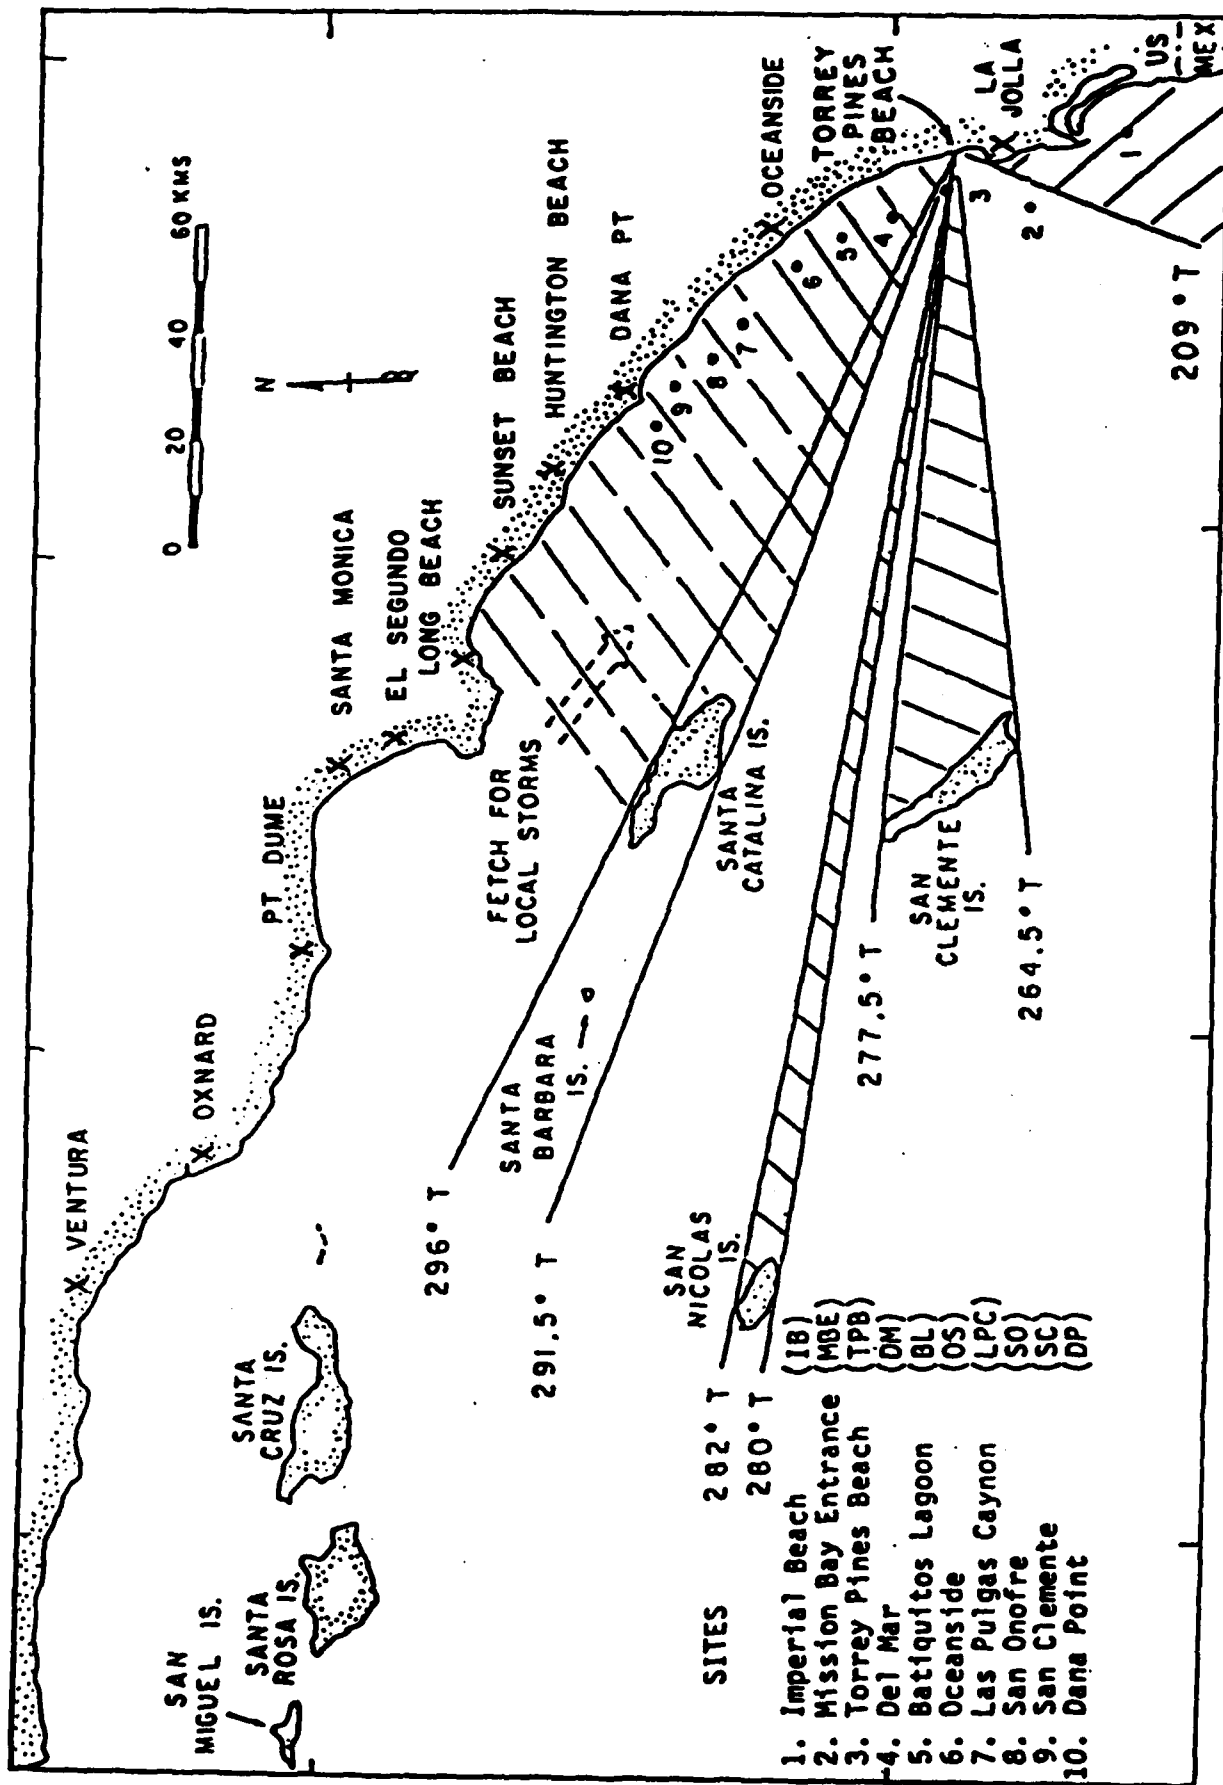 VENTURA
OXNARD
PT DUME
SANTA MONICA
EL SEGUNDO
LONG BEACH
SUNSET BEACH
HUNTINGTON BEACH
DANA PT
OCEANSIDE
TORREY
PINES
BEACH
LA
JOLLA
US
MEX
0 20 40 60 KMS
N
SAN
MIGUEL IS.
SANTA
ROSA IS.
SANTA
CRUZ IS.
FETCH FOR
LOCAL STORMS
SANTA
BARBARA
IS.
SANTA
CATALINA IS.
SAN
NICOLAS
IS.
SAN
CLEMENTE
IS.
296° T
291.5° T
282° T
280° T
277.5° T
264.5° T
209° T
10
9
8
7
6
5
4
3
2
1
SITES
1. Imperial Beach (IB)
2. Mission Bay Entrance (MBE)
3. Torrey Pines Beach (TPB)
4. Del Mar (DM)
5. Batiquitos Lagoon (BL)
6. Oceanside (OS)
7. Las Pulgas Caynon (LPC)
8. San Onofre (SO)
9. San Clemente (SC)
10. Dana Point (DP)